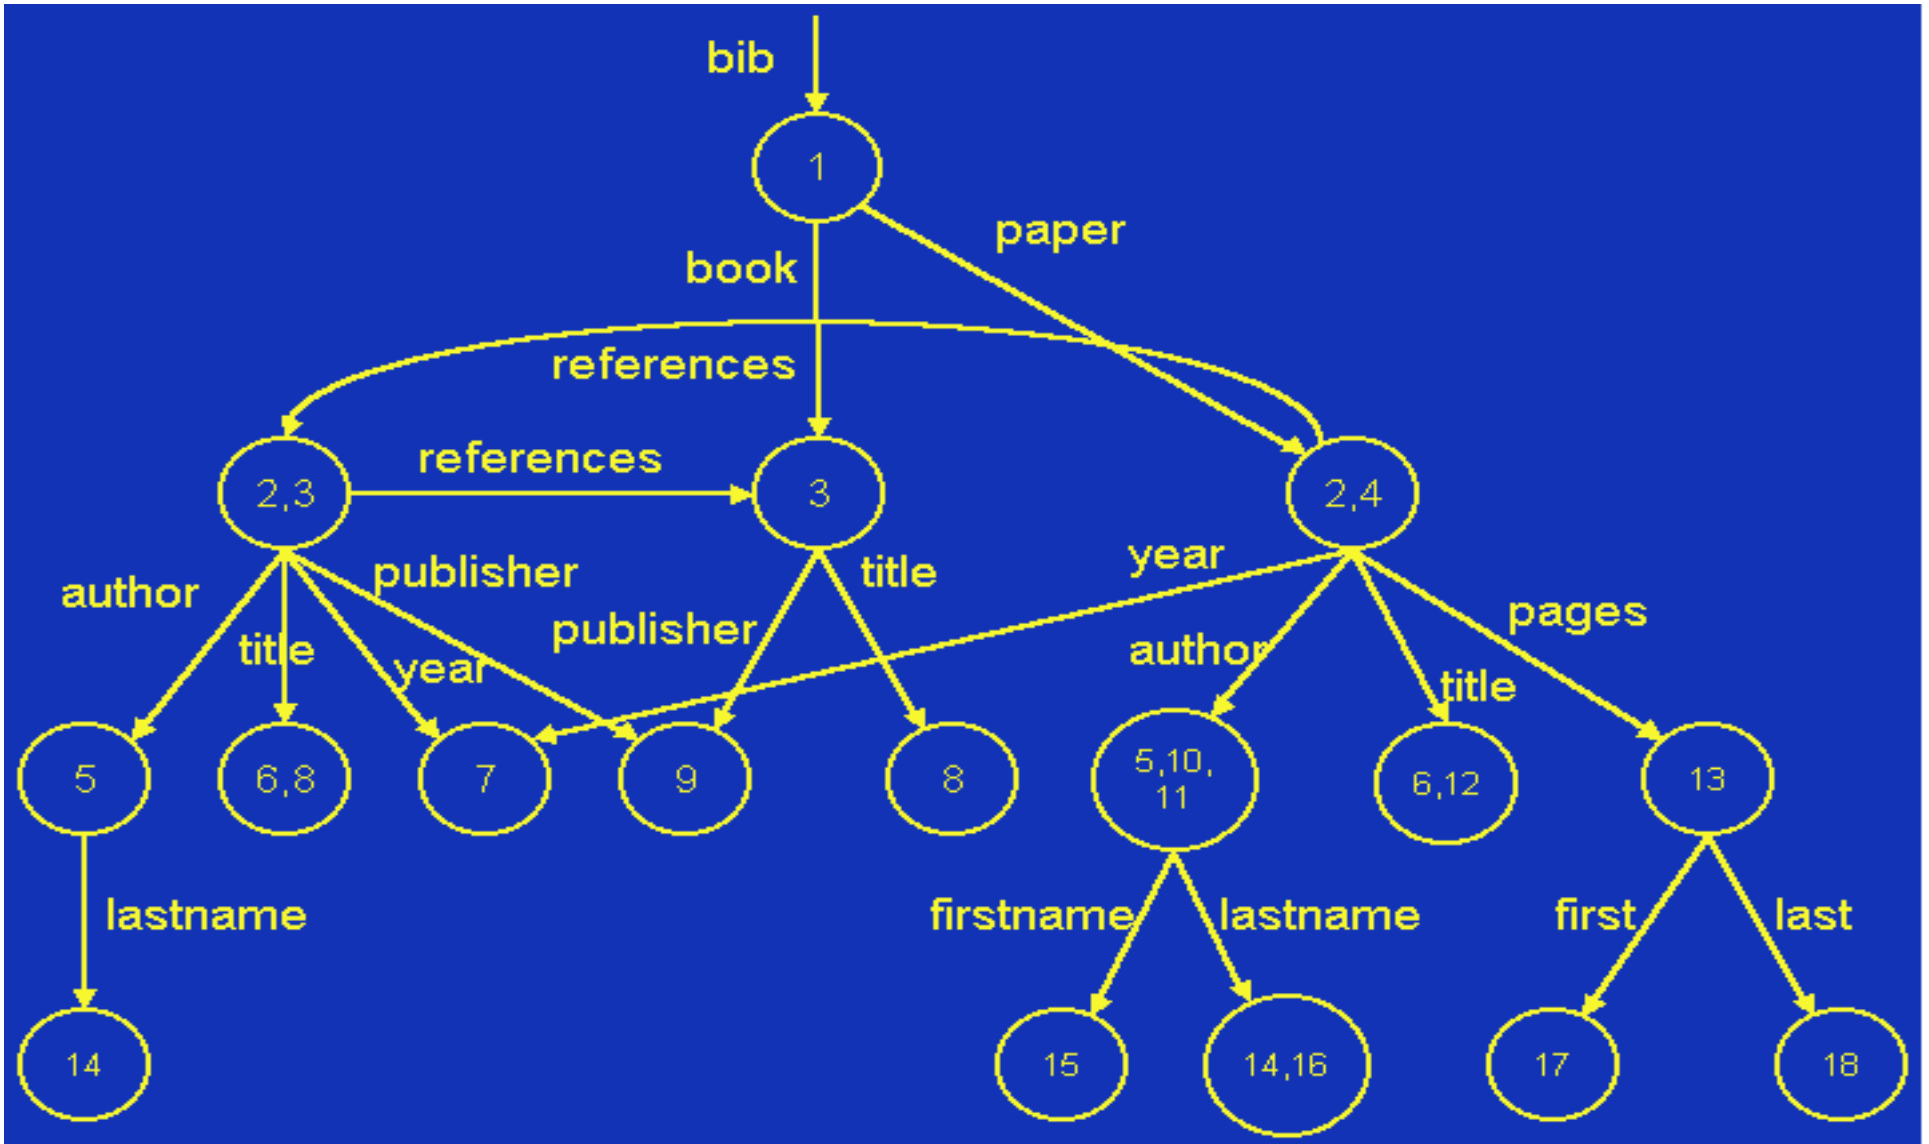 bib
1
paper
book
references
references
2,3
3
2,4
year
author
publisher
title
pages
publisher
title
year
author
title
5
6,8
7
9
8
5,10,
11
6,12
13
lastname
firstname
lastname
first
last
14
15
14,16
17
18